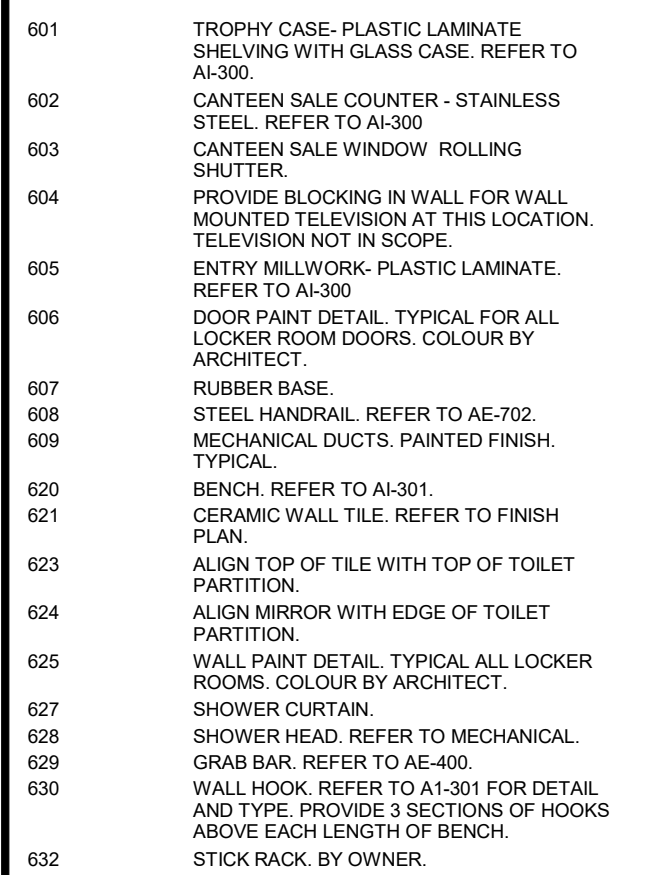 601 TROPHY CASE- PLASTIC LAMINATE
SHELVING WITH GLASS CASE. REFER TO
AI-300.
602 CANTEEN SALE COUNTER - STAINLESS
STEEL. REFER TO AI-300
603 CANTEEN SALE WINDOW ROLLING
SHUTTER.
604 PROVIDE BLOCKING IN WALL FOR WALL
MOUNTED TELEVISION AT THIS LOCATION.
TELEVISION NOT IN SCOPE.
605 ENTRY MILLWORK- PLASTIC LAMINATE.
REFER TO AI-300
606 DOOR PAINT DETAIL. TYPICAL FOR ALL
LOCKER ROOM DOORS. COLOUR BY
ARCHITECT.
607 RUBBER BASE.
608 STEEL HANDRAIL. REFER TO AE-702.
609 MECHANICAL DUCTS. PAINTED FINISH.
TYPICAL.
620 BENCH. REFER TO AI-301.
621 CERAMIC WALL TILE. REFER TO FINISH
PLAN.
623 ALIGN TOP OF TILE WITH TOP OF TOILET
PARTITION.
624 ALIGN MIRROR WITH EDGE OF TOILET
PARTITION.
625 WALL PAINT DETAIL. TYPICAL ALL LOCKER
ROOMS. COLOUR BY ARCHITECT.
627 SHOWER CURTAIN.
628 SHOWER HEAD. REFER TO MECHANICAL.
629 GRAB BAR. REFER TO AE-400.
630 WALL HOOK. REFER TO A1-301 FOR DETAIL
AND TYPE. PROVIDE 3 SECTIONS OF HOOKS
ABOVE EACH LENGTH OF BENCH.
632 STICK RACK. BY OWNER.